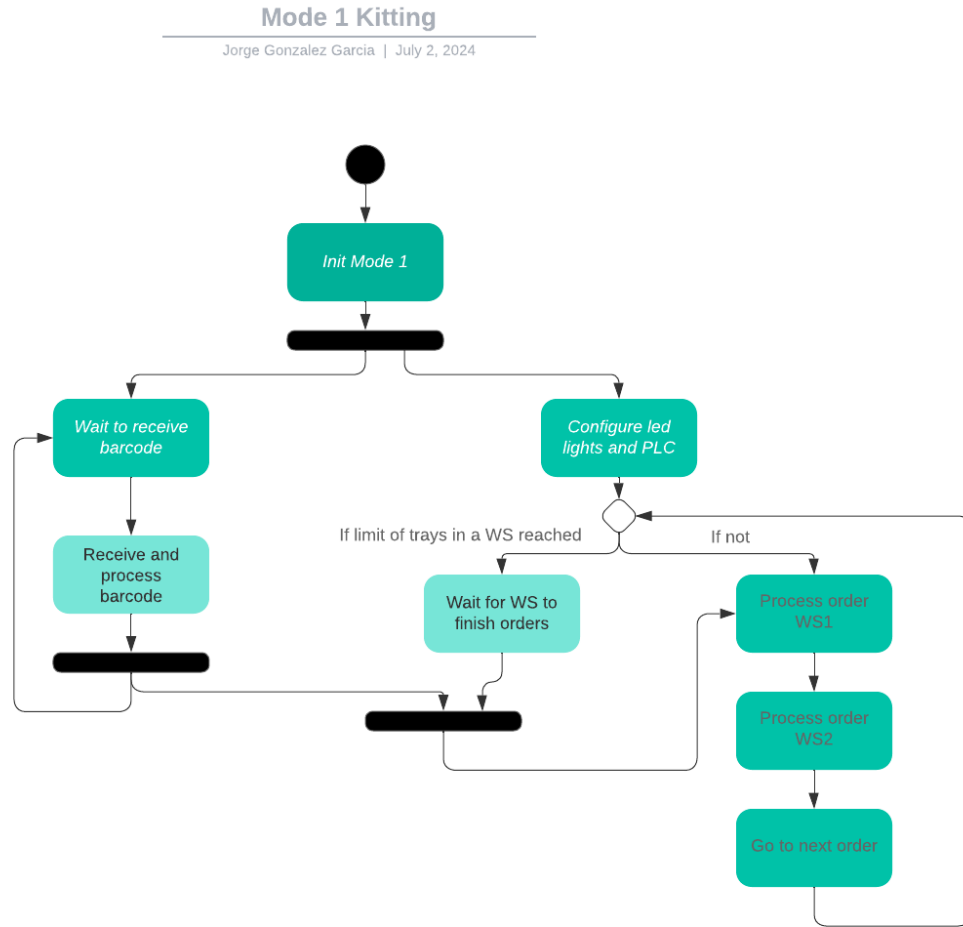 Mode 1 Kitting
Jorge Gonzalez Garcia | July 2, 2024
Init Mode 1
Wait to receive
barcode
Configure led
lights and PLC
If limit of trays in a WS reached
If not
Receive and
process
barcode
Wait for WS to
finish orders
Process order
WS1
Process order
WS2
Go to next order